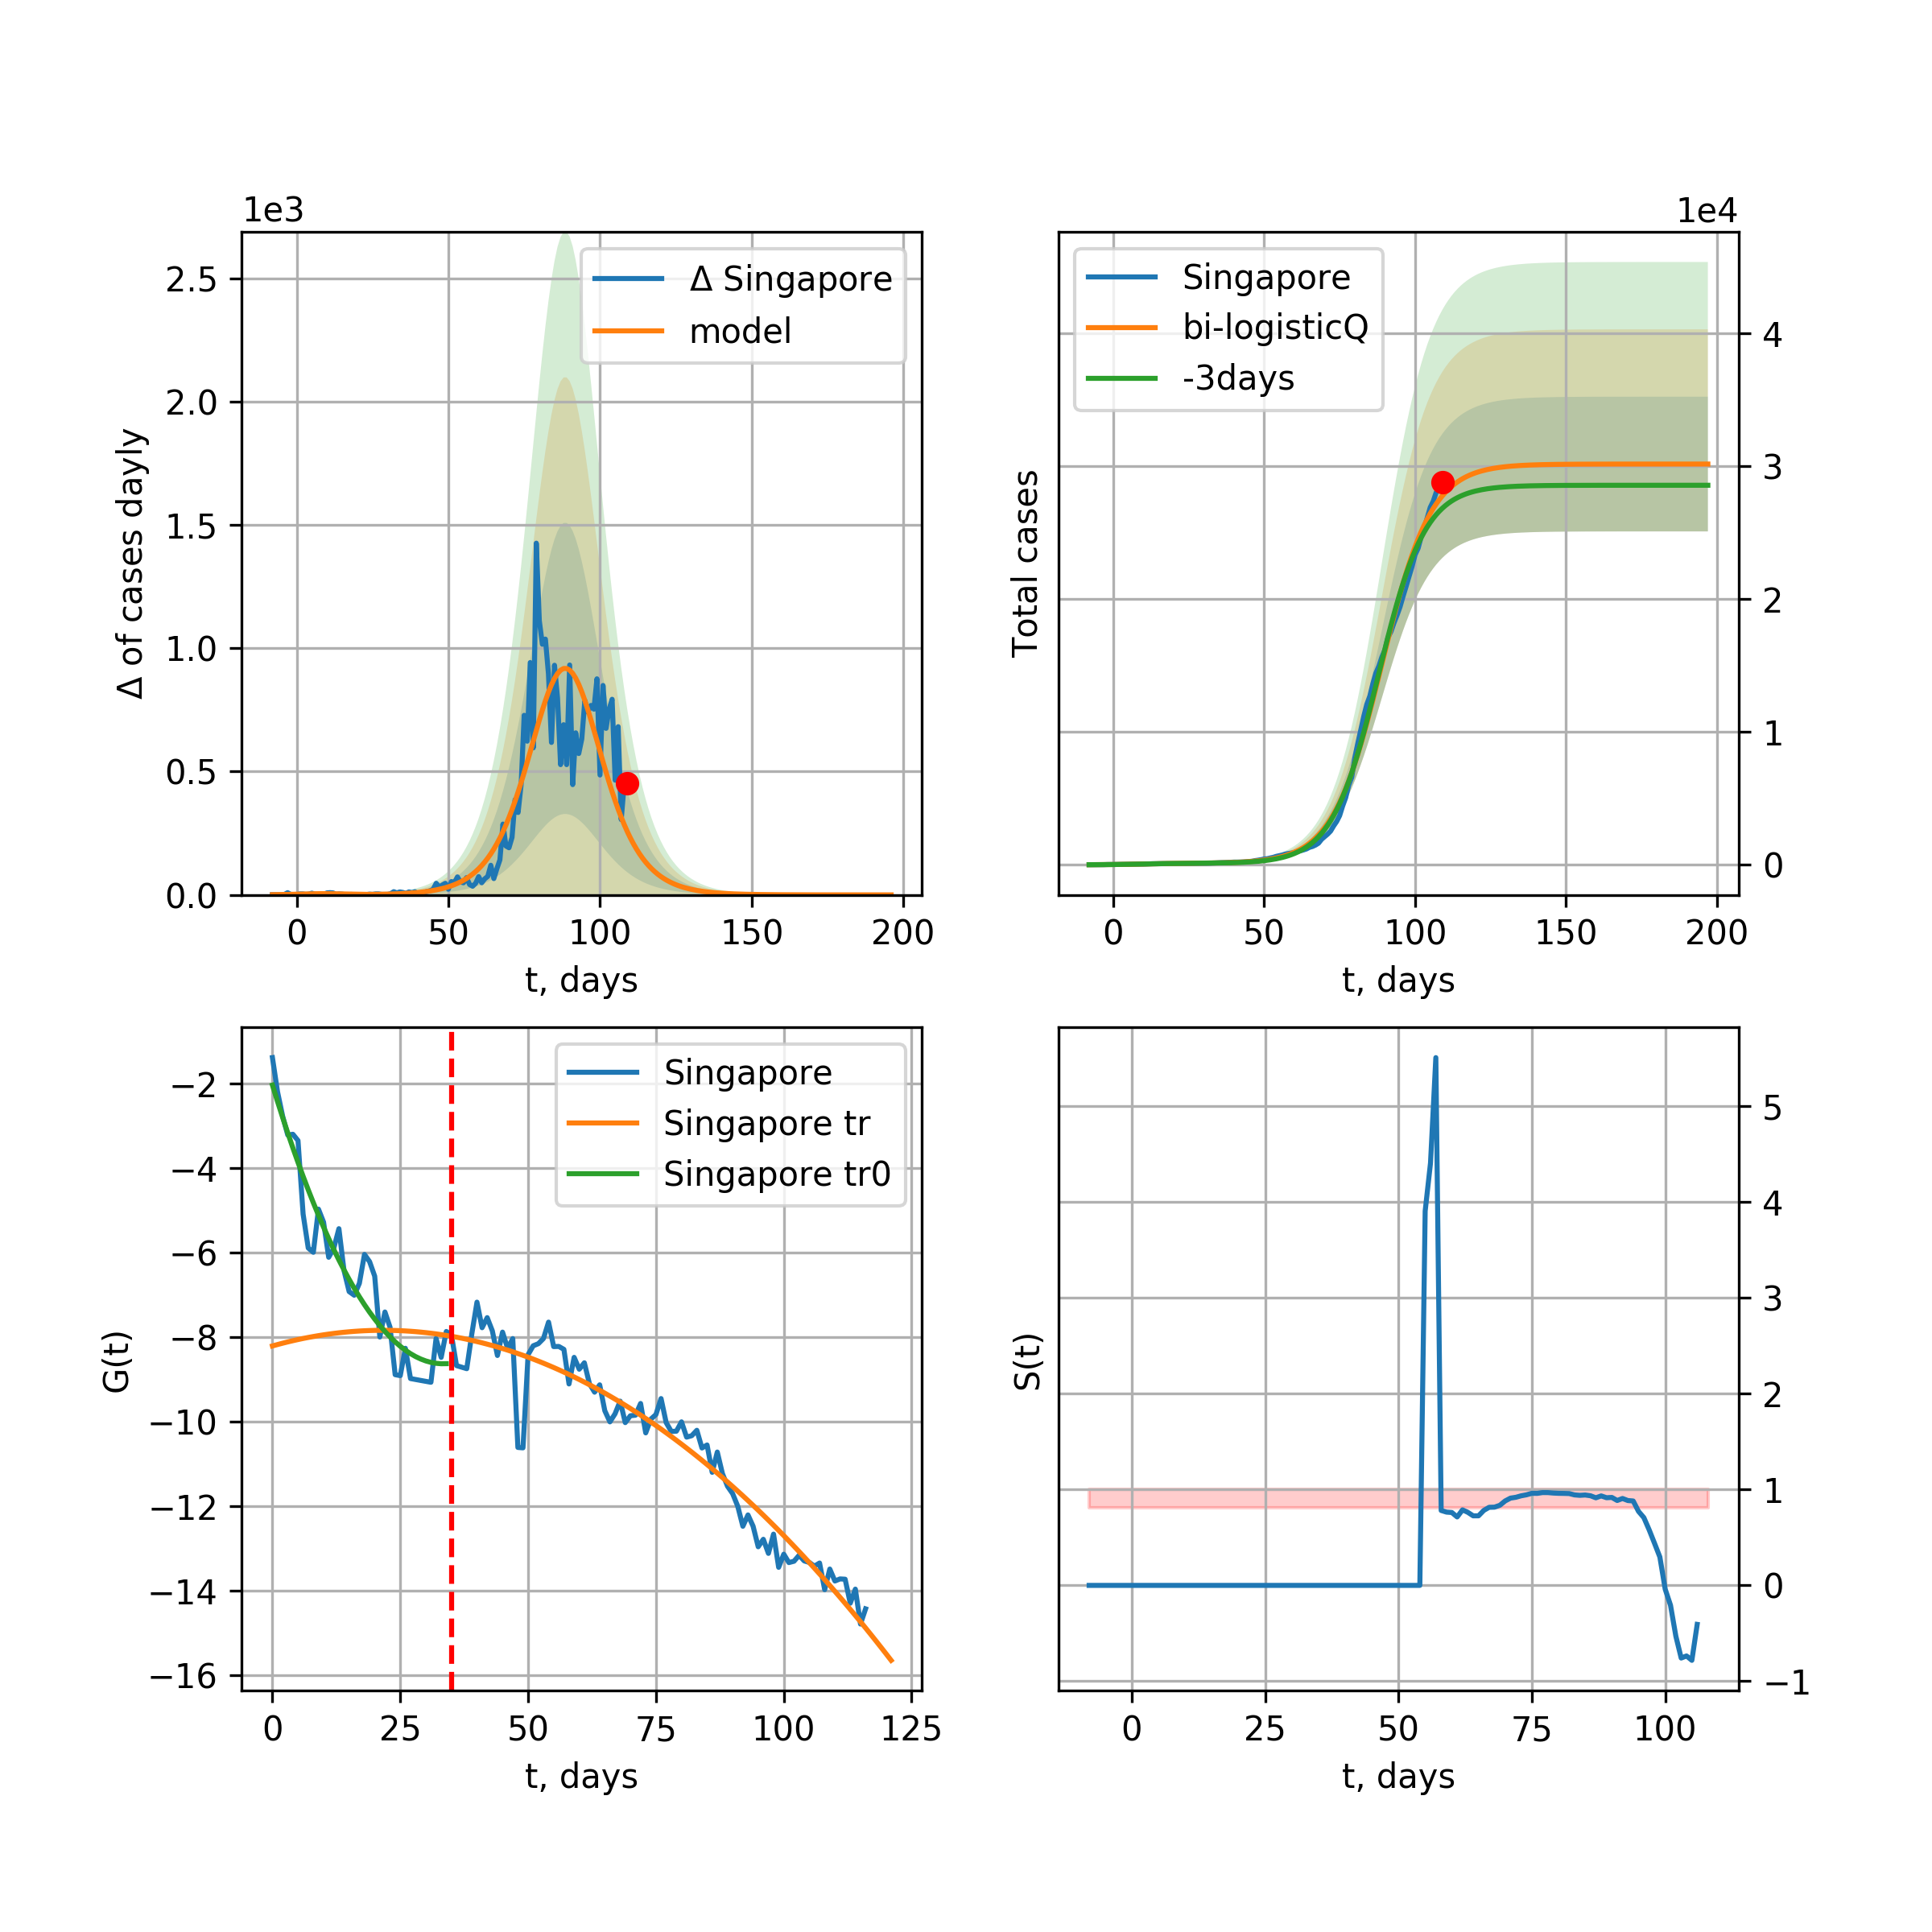 1e3
2.5
2.0
1.5
1.0
0.5
0.0
Δ of cases dayly
Δ Singapore
model
0 50 100 150 200
t, days
1e4
4
3
2
1
0
Total cases
Singapore
bi-logisticQ
-3days
0 50 100 150 200
t, days
−2
−4
−6
−8
−10
−12
−14
−16
G(t)
Singapore
Singapore tr
Singapore tr0
0 25 50 75 100 125
t, days
5
4
3
2
1
0
−1
S(t)
0 25 50 75 100
t, days